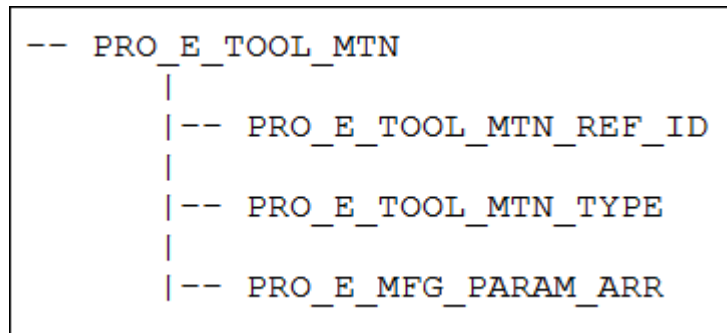 -- PRO_E_TOOL_MTN
|
|-- PRO_E_TOOL_MTN_REF_ID
|
|-- PRO_E_TOOL_MTN_TYPE
|
|-- PRO_E_MFG_PARAM_ARR